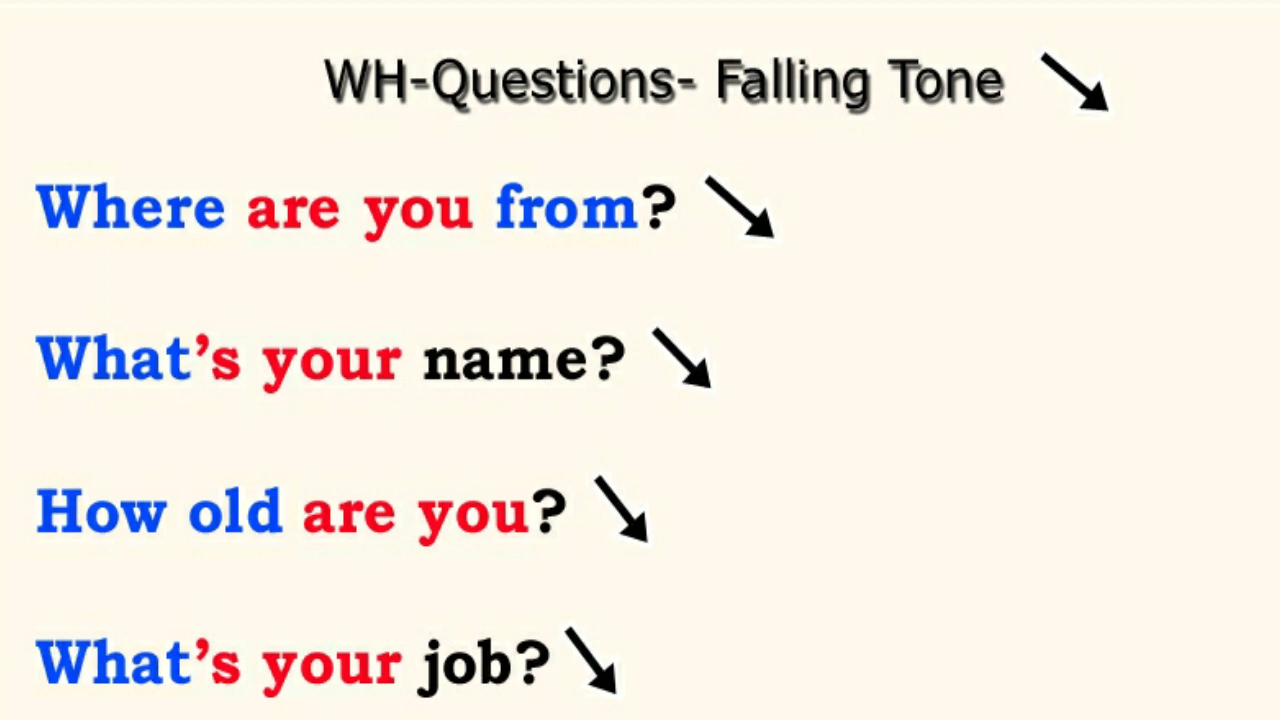 WH-Questions- Falling Tone
Where are you from?
What’s your name?
How old are you?
What’s your job?